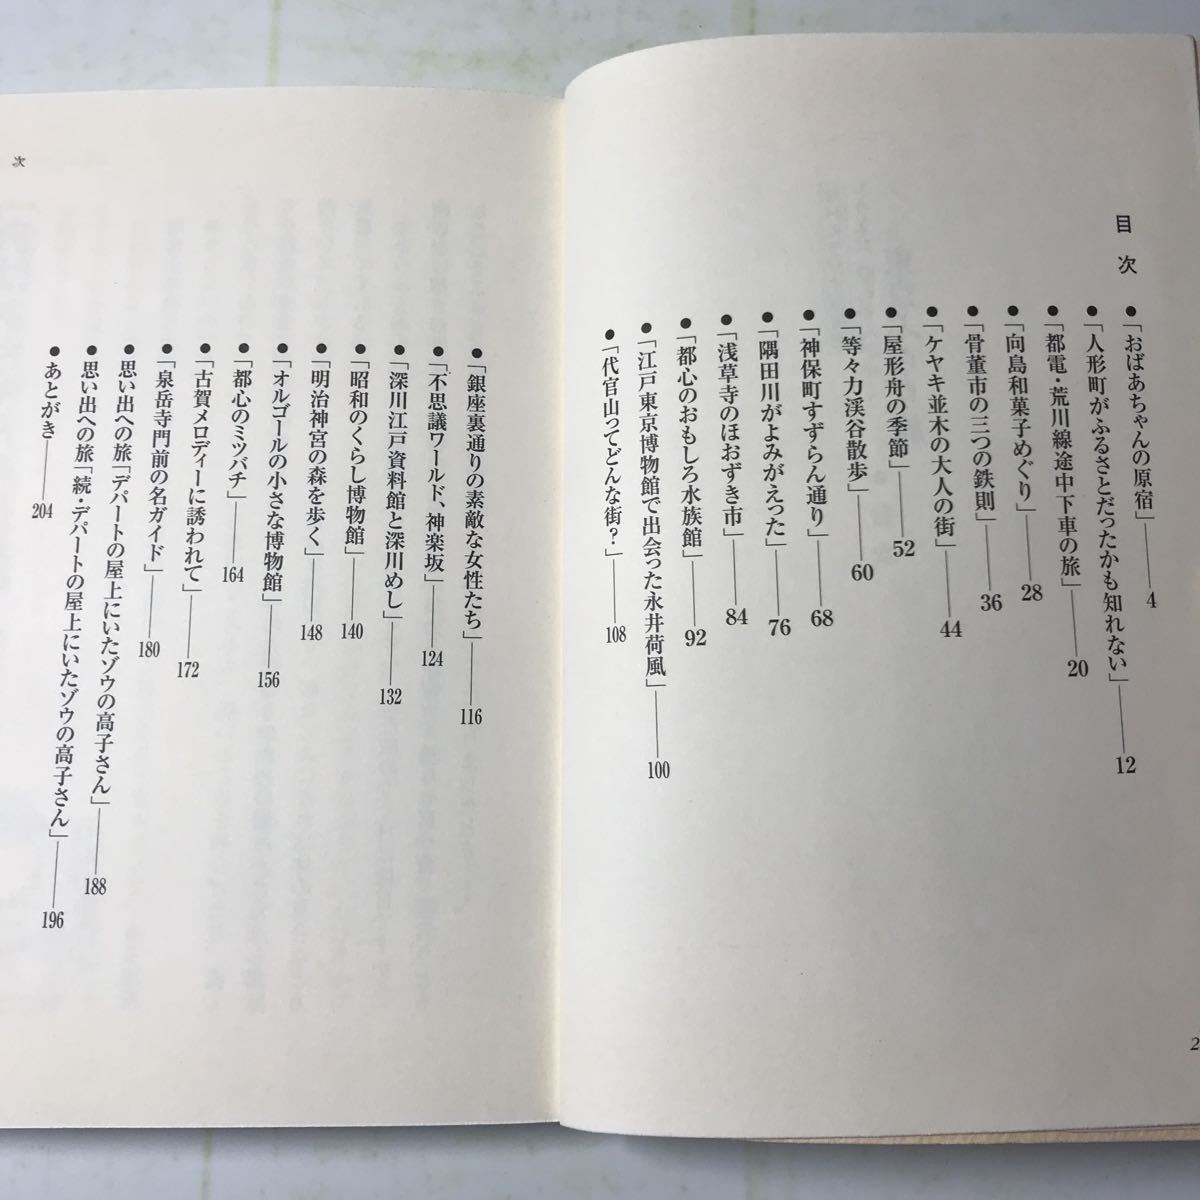 目次
●「おばあちゃんの原宿」——4
●「人形町がふるさとだったかも知れない」——12
●「都電・荒川線途中下車の旅」——20
●「向島和菓子めぐり」——28
●「骨董市の三つの鉄則」——36
●「ケヤキ並木の大人の街」——44
●「屋形舟の季節」——52
●「等々力渓谷散歩」——60
●「神保町すずらん通り」——68
●「隅田川がよみがえった」——76
●「浅草寺のほおずき市」——84
●「都心のおもしろ水族館」——92
●「江戸東京博物館で出会った永井荷風」——100
●「代官山ってどんな街？」——108
2
●「銀座裏通りの素敵な女性たち」——116
●「不思議ワールド、神楽坂」——124
●「深川江戸資料館と深川めし」——132
●「昭和のくらし博物館」——140
●「明治神宮の森を歩く」——148
●「オルゴールの小さな博物館」——156
●「都心のミツバチ」——164
●「古賀メロディーに誘われて」——172
●「泉岳寺門前の名ガイド」——180
●思い出への旅「デパートの屋上にいたゾウの高子さん」——188
●思い出への旅「続・デパートの屋上にいたゾウの高子さん」——196
●あとがき——204
次